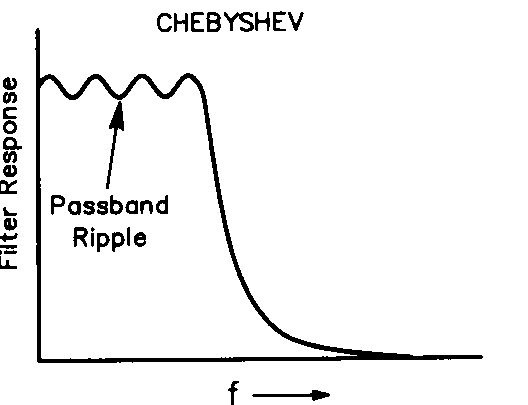 CHEBYSHEV
Filter Response
Passband
Ripple
f